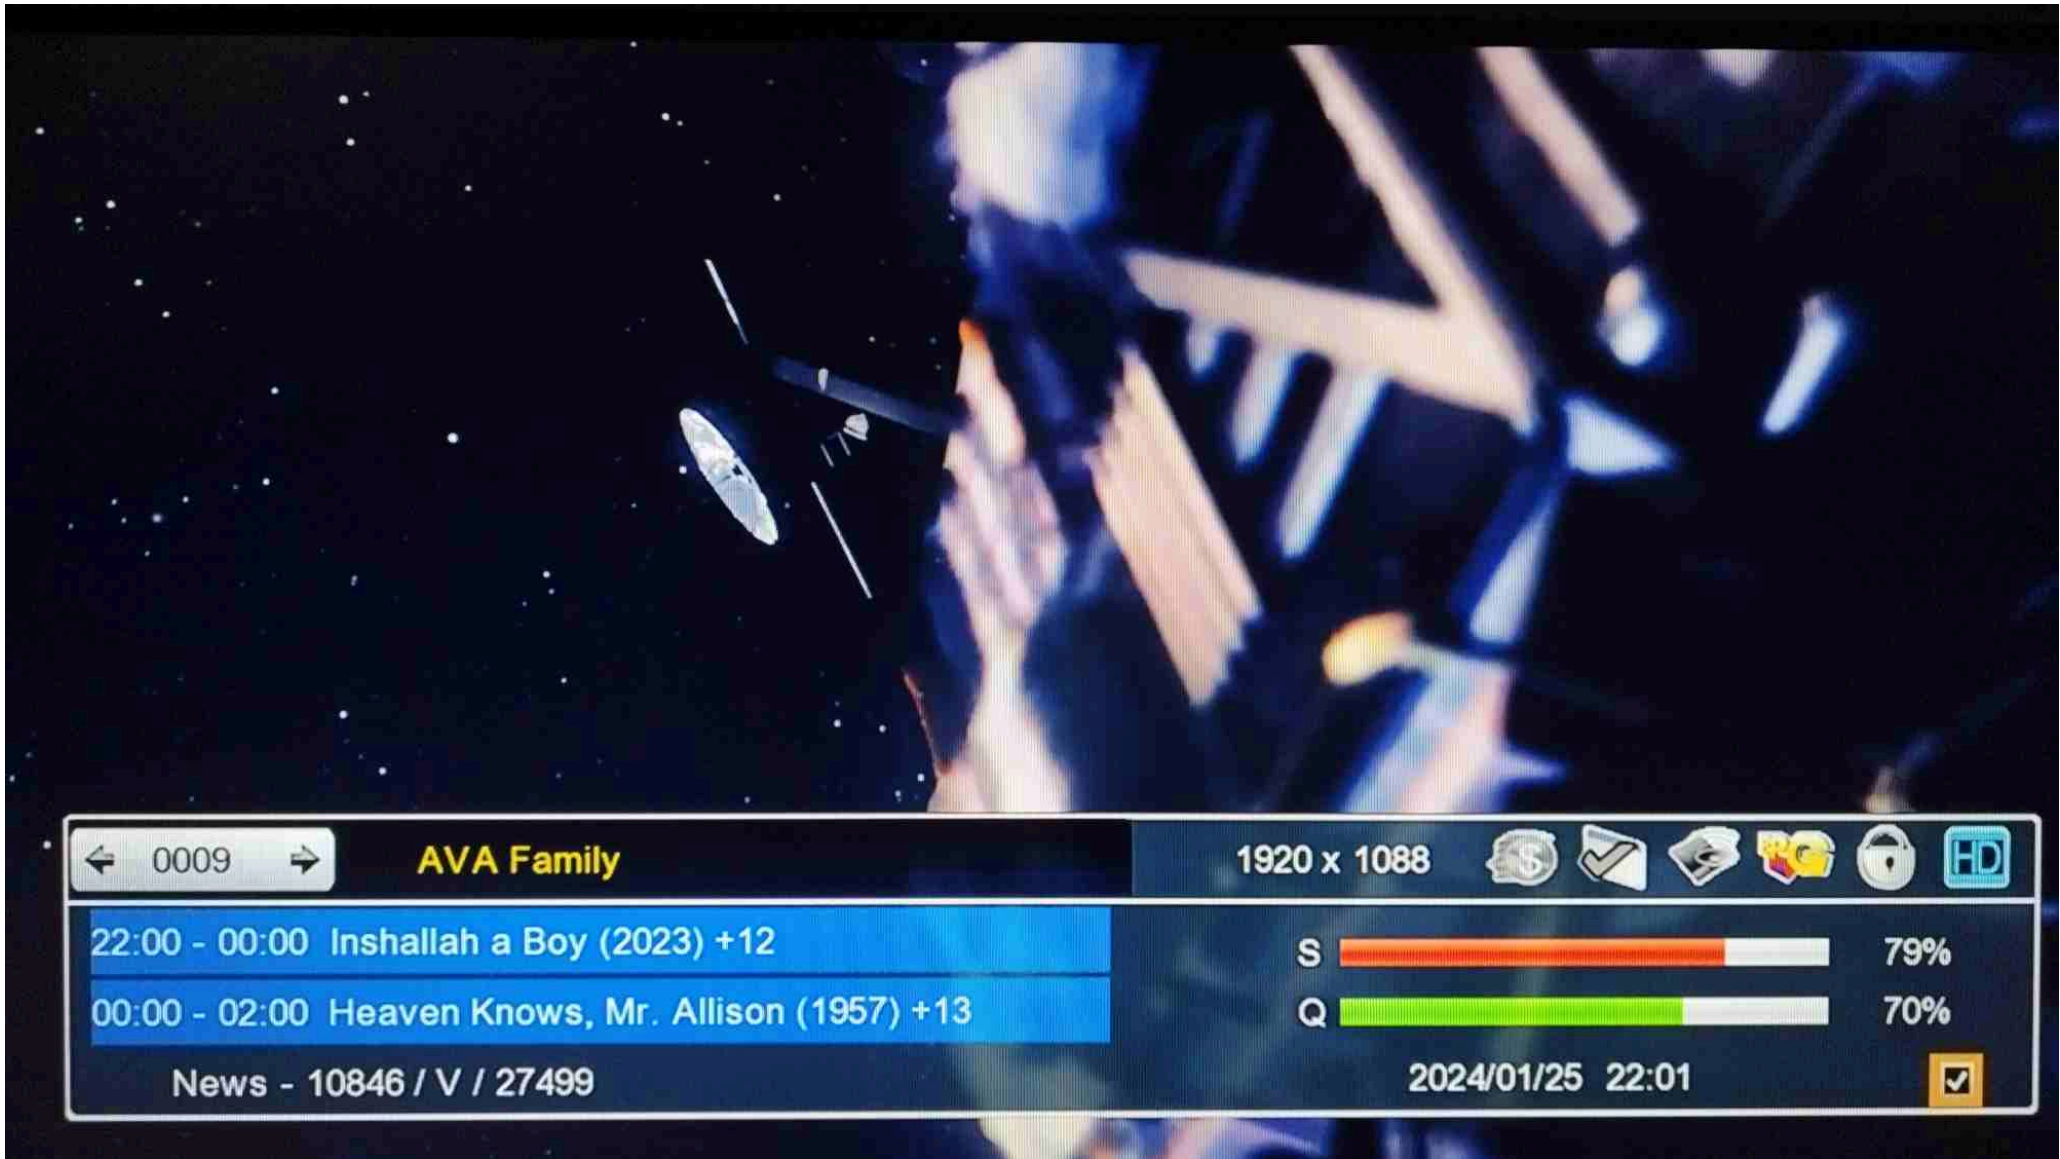 0009 AVA Family 1920 x 1088 HD
22:00 - 00:00 Inshallah a Boy (2023) +12
S 79%
00:00 - 02:00 Heaven Knows, Mr. Allison (1957) +13
Q 70%
News - 10846 / V / 27499
2024/01/25 22:01